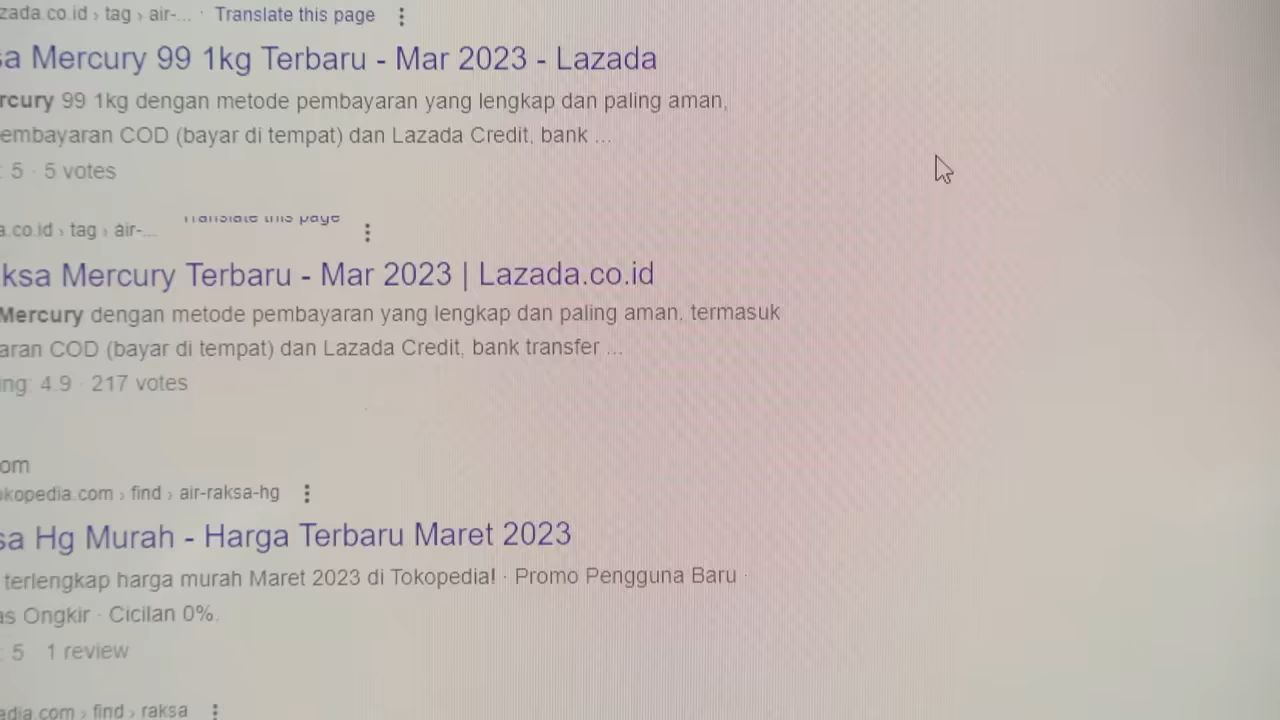 zada.co.id › tag › air-... · Translate this page
sa Mercury 99 1kg Terbaru - Mar 2023 - Lazada
rcury 99 1kg dengan metode pembayaran yang lengkap dan paling aman,
embayaran COD (bayar di tempat) dan Lazada Credit, bank ...
: 5 · 5 votes
a.co.id › tag › air-... Translate this page
ksa Mercury Terbaru - Mar 2023 | Lazada.co.id
Mercury dengan metode pembayaran yang lengkap dan paling aman, termasuk
aran COD (bayar di tempat) dan Lazada Credit, bank transfer ...
ing: 4.9 · 217 votes
om
okopedia.com › find › air-raksa-hg
sa Hg Murah - Harga Terbaru Maret 2023
terlengkap harga murah Maret 2023 di Tokopedia! · Promo Pengguna Baru ·
as Ongkir · Cicilan 0%.
: 5 1 review
edia.com › find › raksa